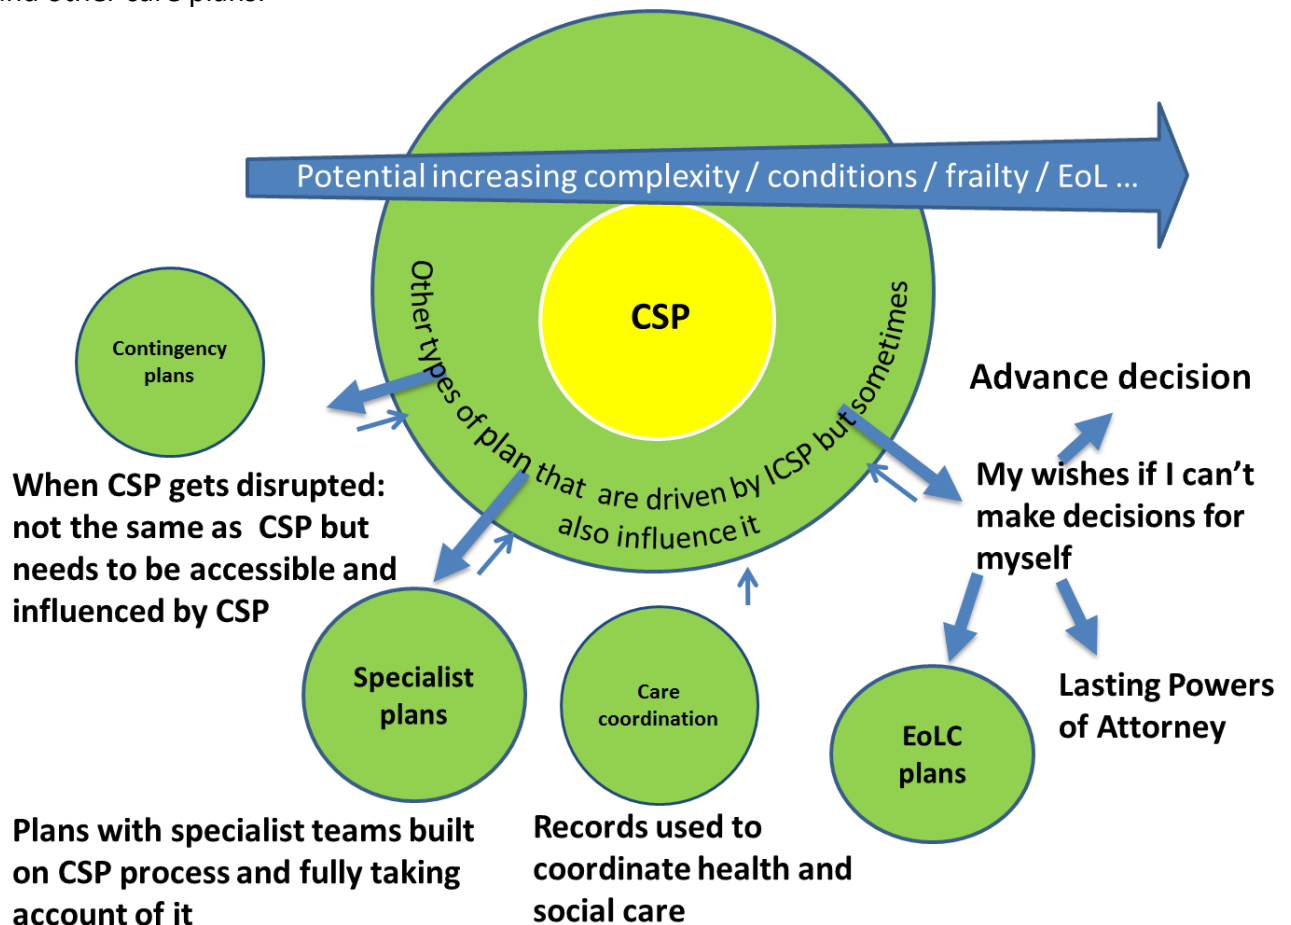 and other care plans.
Potential increasing complexity / conditions / frailty / EoL ...
CSP
Other types of plan that are driven by ICSP but sometimes
also influence it
Contingency
plans
When CSP gets disrupted:
not the same as CSP but
needs to be accessible and
influenced by CSP
Advance decision
My wishes if I can’t
make decisions for
myself
Specialist
plans
Care
coordination
EoLC
plans
Lasting Powers
of Attorney
Plans with specialist teams built
on CSP process and fully taking
account of it
Records used to
coordinate health and
social care